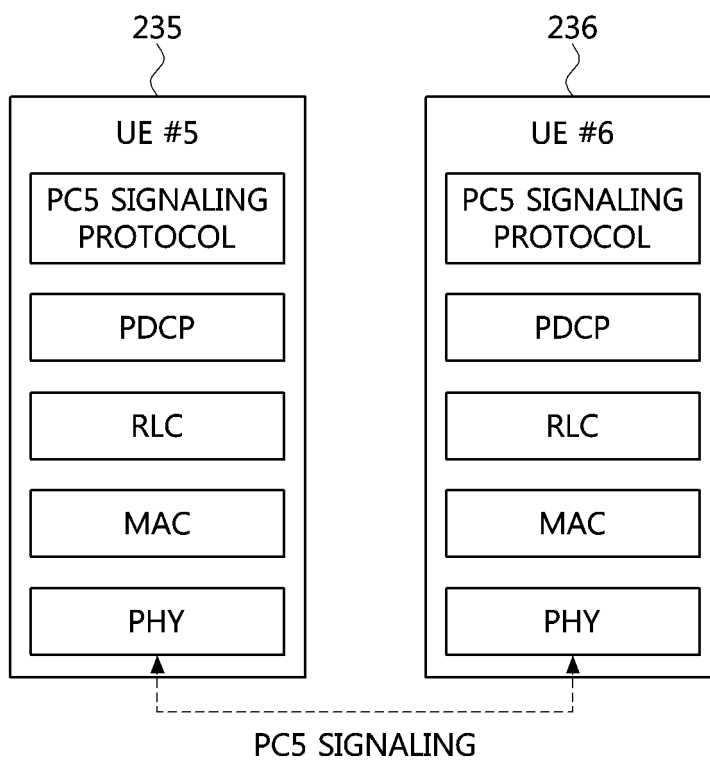 235
236
UE #5
UE #6
PC5 SIGNALING
PROTOCOL
PC5 SIGNALING
PROTOCOL
PDCP
PDCP
RLC
RLC
MAC
MAC
PHY
PHY
PC5 SIGNALING